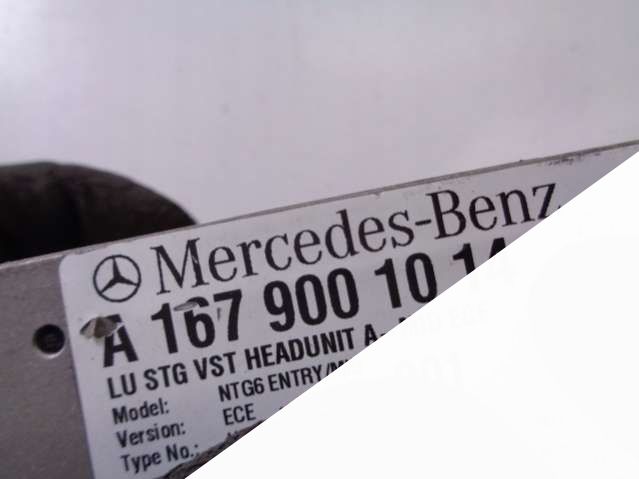 Mercedes-Benz
A 167 900 10 14
LU STG VST HEADUNIT
Model: NTG6 ENTRY
Version: ECE
Type No.: